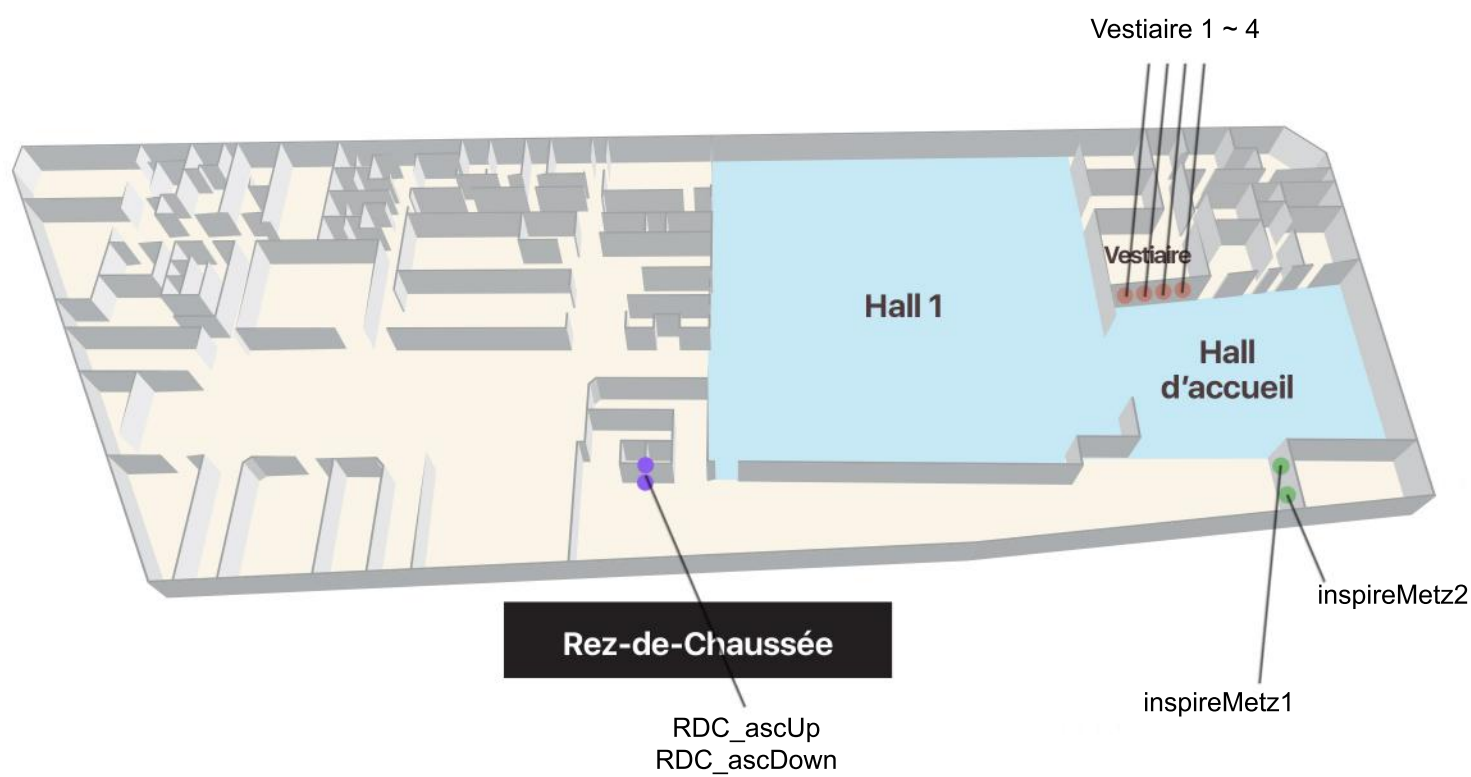 Vestiaire 1 ~ 4
Vestiaire
Hall 1
Hall
d'accueil
inspireMetz2
Rez-de-Chaussée
inspireMetz1
RDC_ascUp
RDC_ascDown